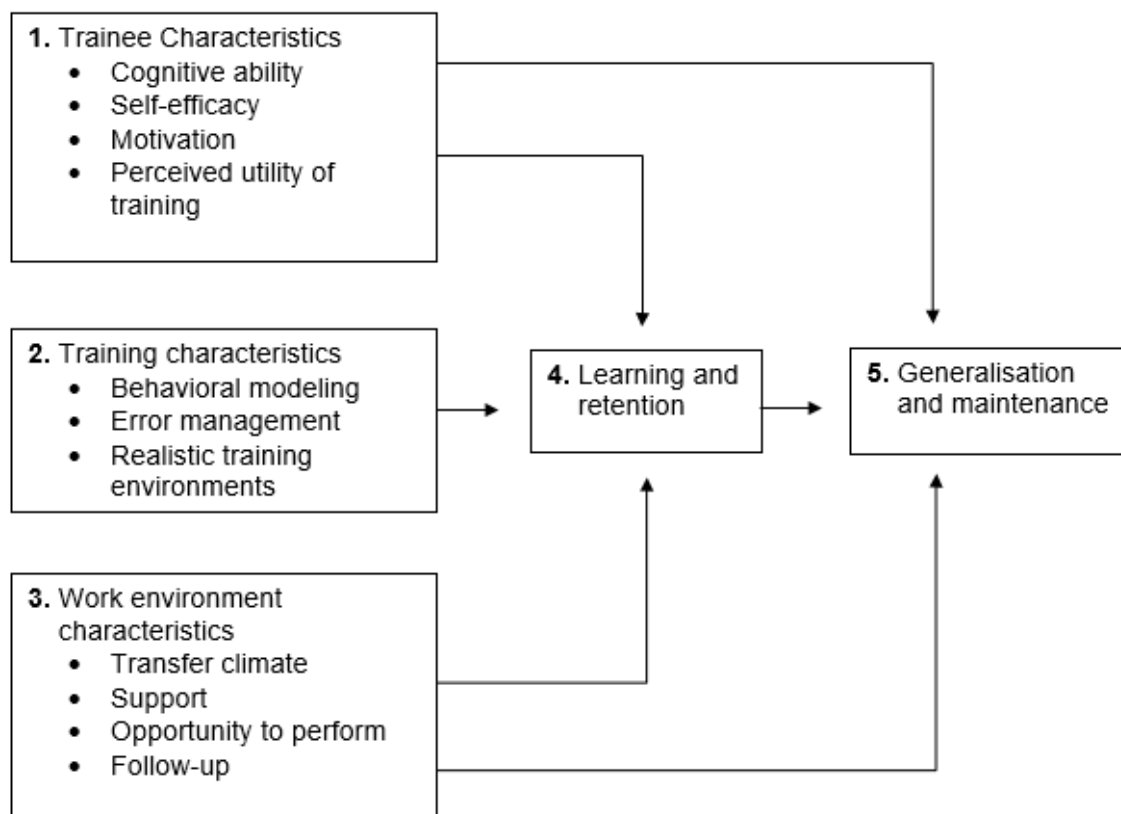 1. Trainee Characteristics
• Cognitive ability
• Self-efficacy
• Motivation
• Perceived utility of
training
2. Training characteristics
• Behavioral modeling
• Error management
• Realistic training
environments
3. Work environment
characteristics
• Transfer climate
• Support
• Opportunity to perform
• Follow-up
4. Learning and
retention
5. Generalisation
and maintenance